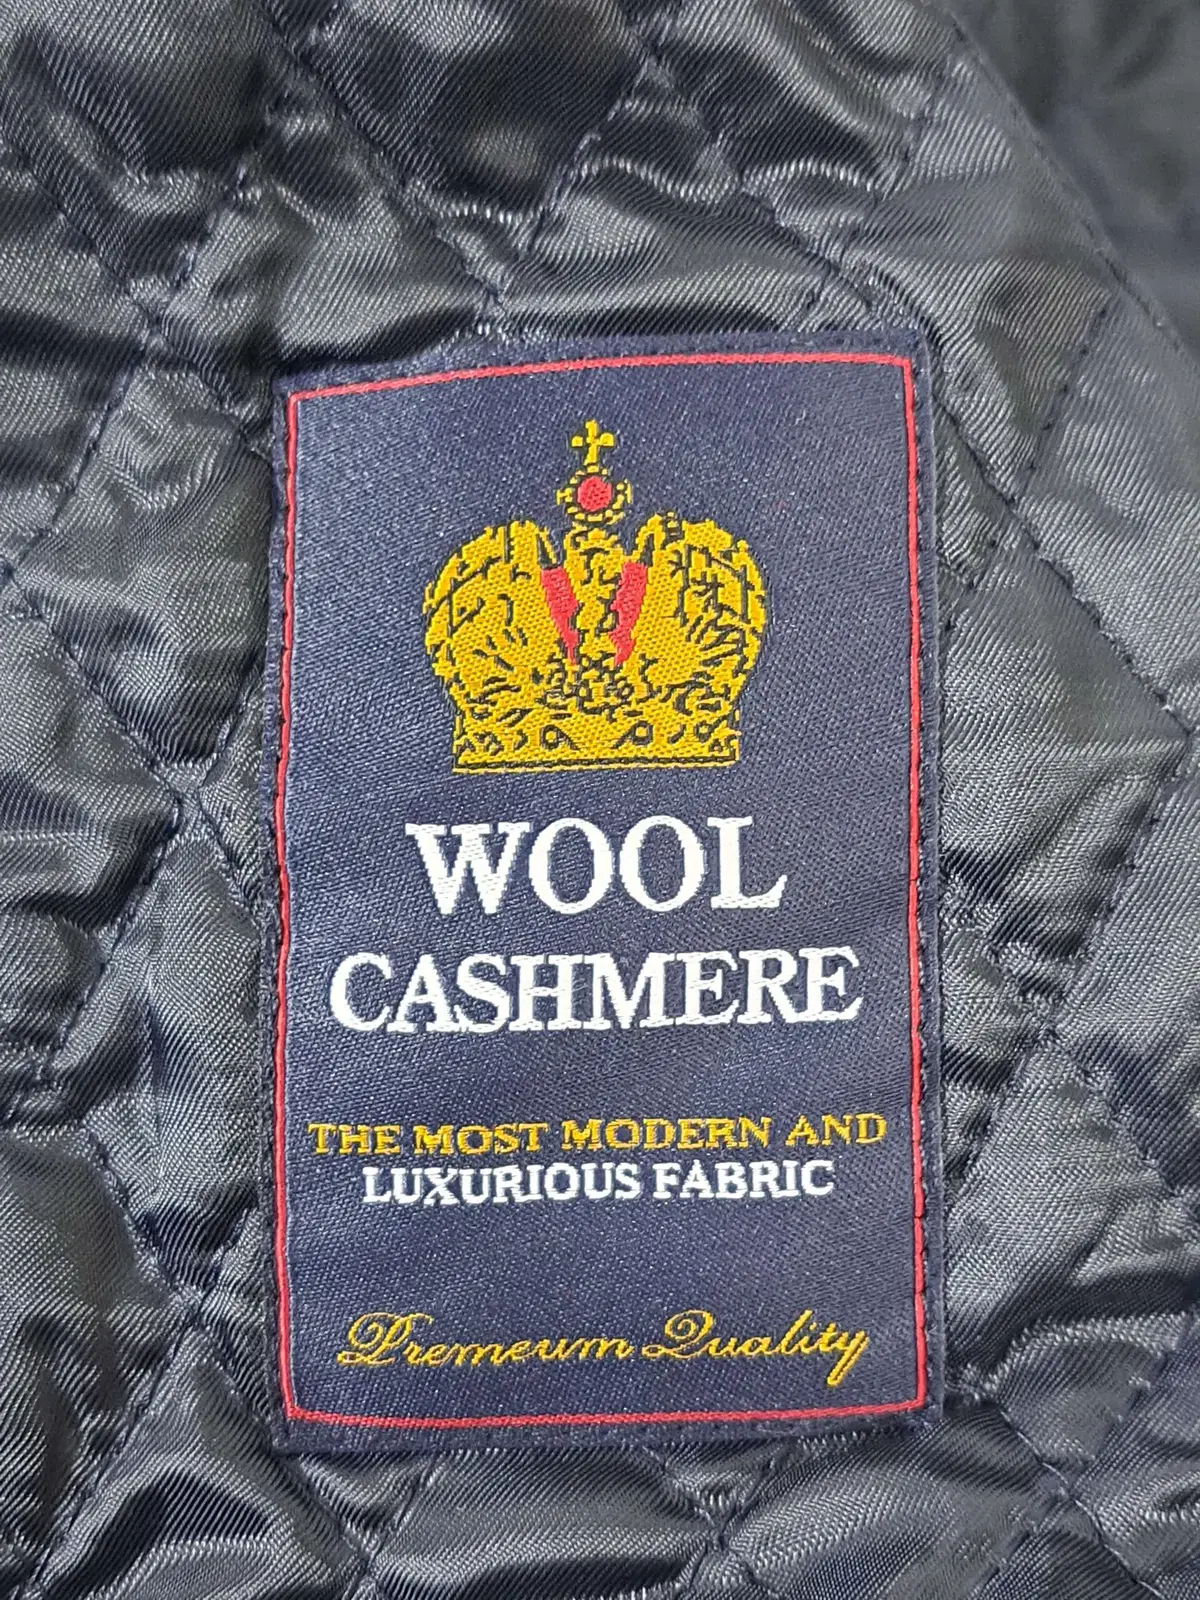 WOOL
CASHMERE
THE MOST MODERN AND
LUXURIOUS FABRIC
Premeum Quality